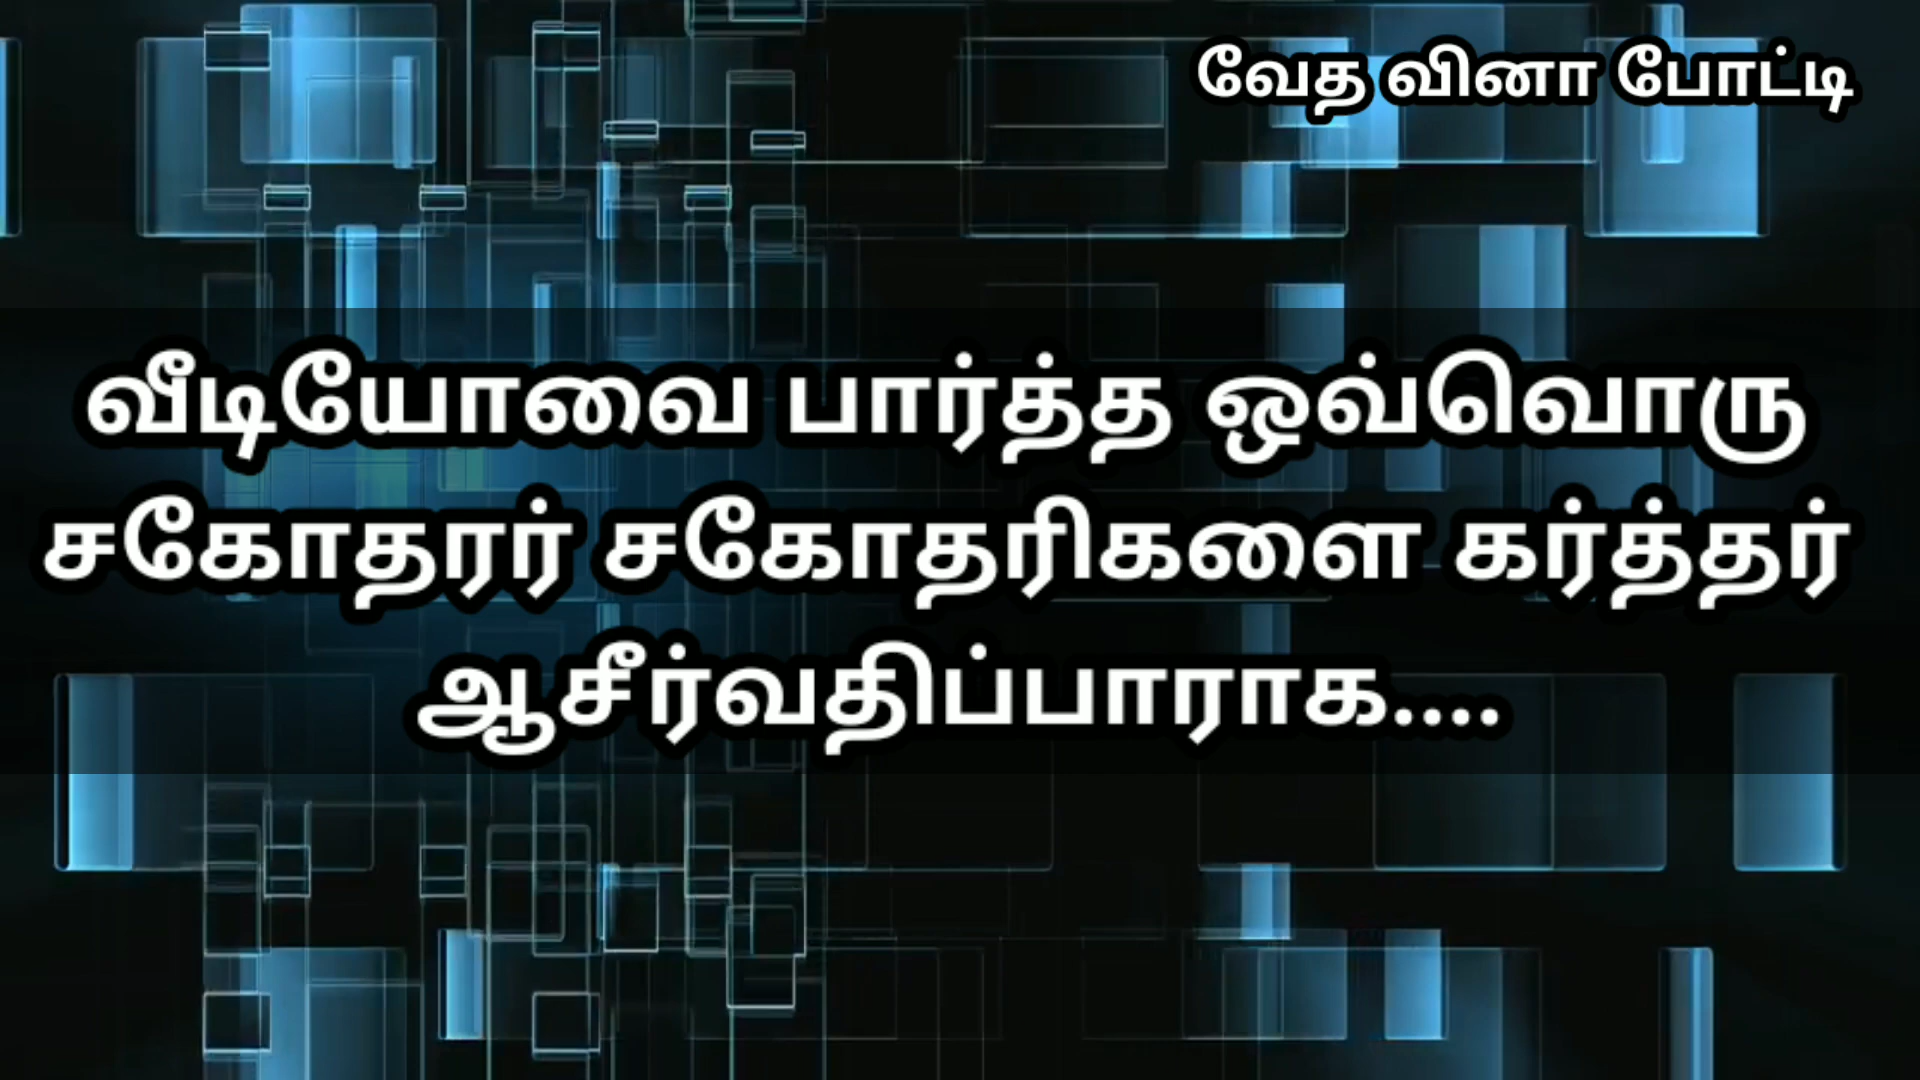 வேத வினா போட்டி
வீடியோவை பார்த்த ஒவ்வொரு
சகோதரர் சகோதரிகளை கர்த்தர்
ஆசீர்வதிப்பாராக....